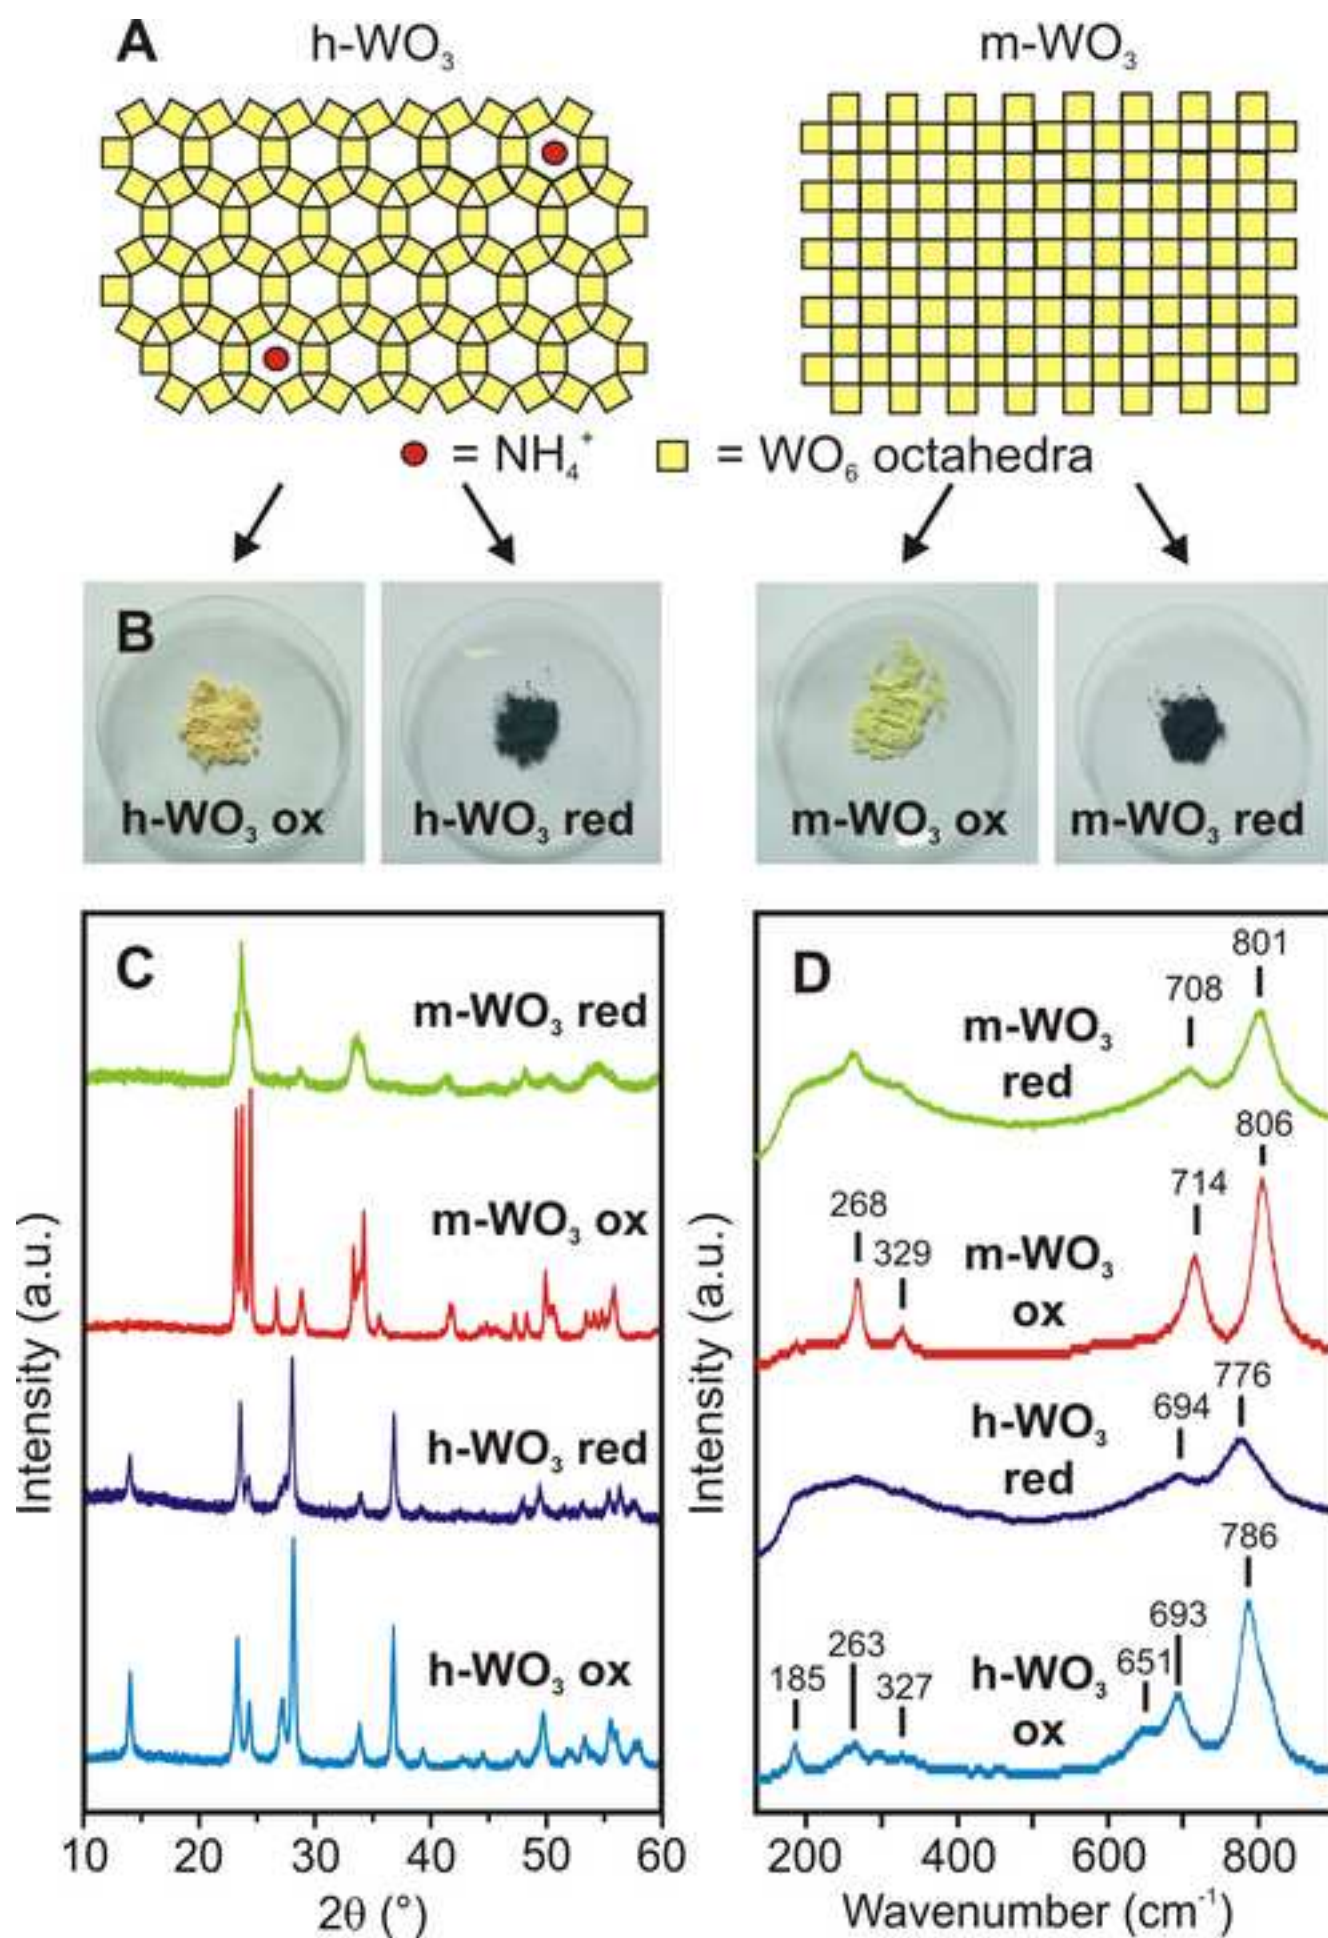 A
h-WO₃
m-WO₃
= NH₄⁺
= WO₆ octahedra
B
h-WO₃ ox
h-WO₃ red
m-WO₃ ox
m-WO₃ red
C
m-WO₃ red
m-WO₃ ox
h-WO₃ red
h-WO₃ ox
Intensity (a.u.)
10 20 30 40 50 60
2θ (°)
D
801
708
m-WO₃
red
806
714
268
329
m-WO₃
ox
776
694
h-WO₃
red
786
693
651
263
185
327
h-WO₃
ox
Intensity (a.u.)
200 400 600 800
Wavenumber (cm⁻¹)